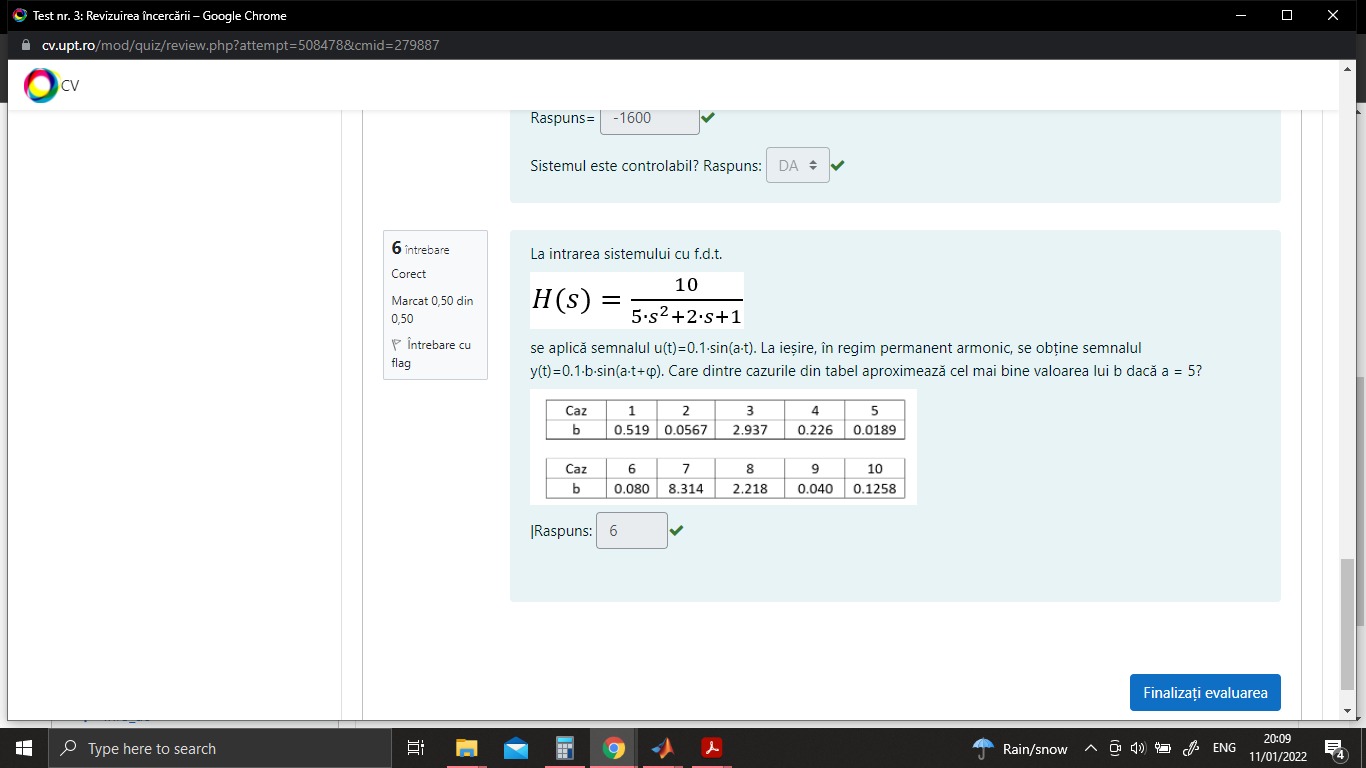 Test nr. 3: Revizuirea încercării – Google Chrome
cv.upt.ro/mod/quiz/review.php?attempt=508478&cmid=279887
CV
Raspuns= -1600
Sistemul este controlabil? Raspuns: DA
6 întrebare
Corect
Marcat 0,50 din
0,50
Întrebare cu
flag
La intrarea sistemului cu f.d.t.
H(s) = 10 / 5·s²+2·s+1
se aplică semnalul u(t)=0.1·sin(a·t). La ieșire, în regim permanent armonic, se obține semnalul
y(t)=0.1·b·sin(a·t+φ). Care dintre cazurile din tabel aproximează cel mai bine valoarea lui b dacă a = 5?
Caz 1 2 3 4 5
b 0.519 0.0567 2.937 0.226 0.0189
Caz 6 7 8 9 10
b 0.080 8.314 2.218 0.040 0.1258
|Raspuns: 6
Finalizați evaluarea
Type here to search
Rain/snow
ENG
20:09
11/01/2022
4